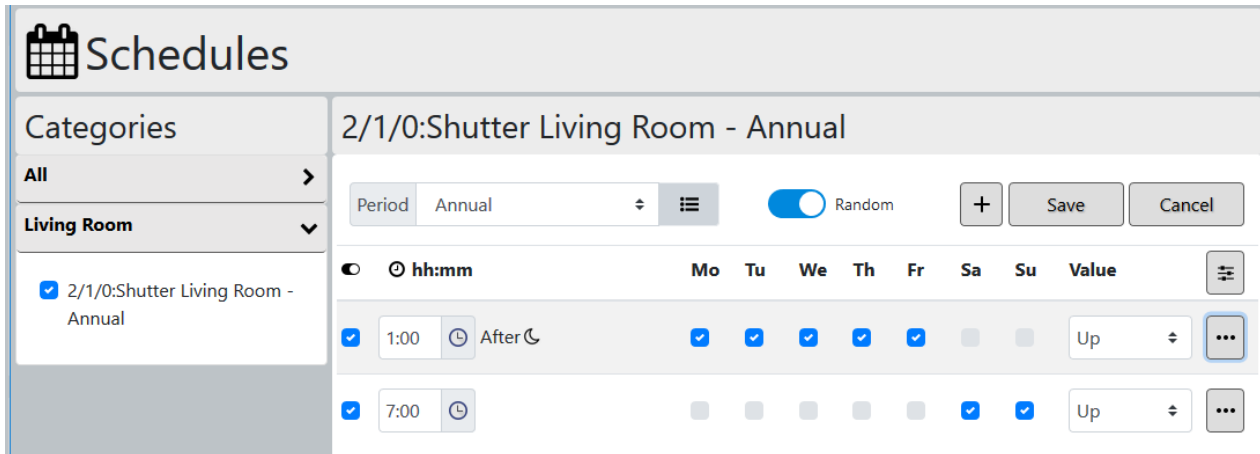 Schedules
Categories
All
Living Room
2/1/0:Shutter Living Room -
Annual
2/1/0:Shutter Living Room - Annual
Period Annual Random + Save Cancel
hh:mm Mo Tu We Th Fr Sa Su Value
1:00 After Up
7:00 Up